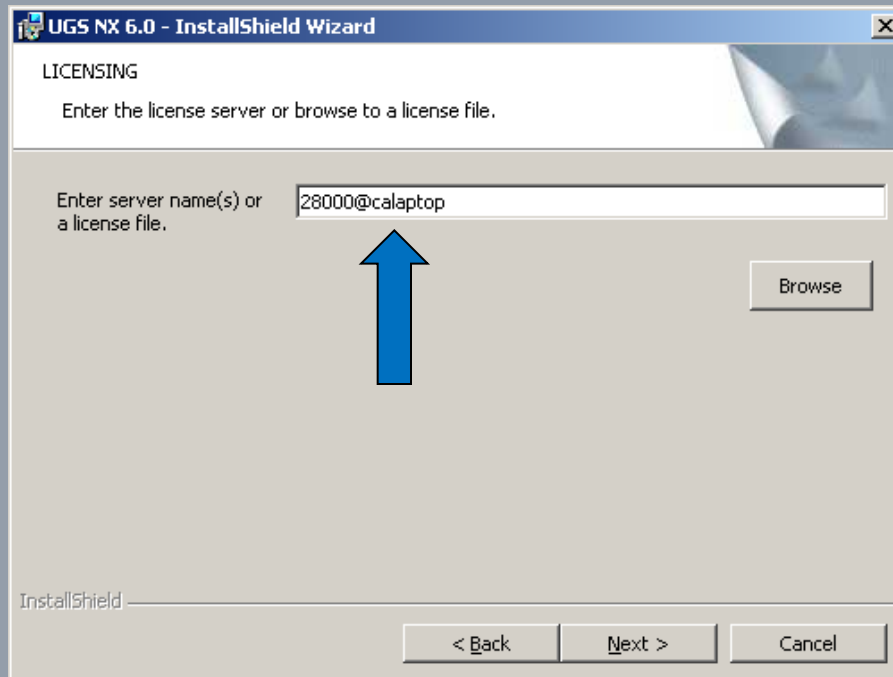 UGS NX 6.0 - InstallShield Wizard
LICENSING
Enter the license server or browse to a license file.
Enter server name(s) or
a license file.
28000@calaptop
Browse
InstallShield
< Back
Next >
Cancel